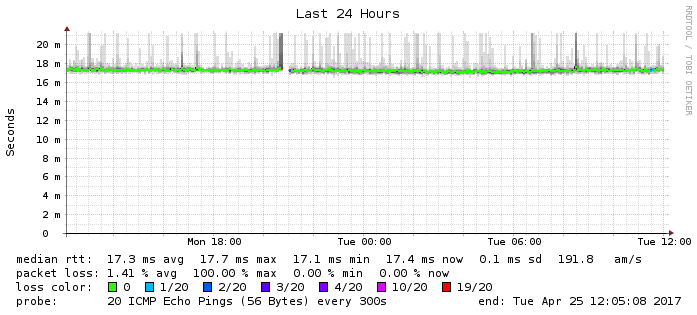 Last 24 Hours
RRDTOOL / TOBI OETIKER
Seconds
20 m
18 m
16 m
14 m
12 m
10 m
8 m
6 m
4 m
2 m
0
Mon 18:00 Tue 00:00 Tue 06:00 Tue 12:00
median rtt: 17.3 ms avg 17.7 ms max 17.1 ms min 17.4 ms now 0.1 ms sd 191.8 am/s
packet loss: 1.41 % avg 100.00 % max 0.00 % min 0.00 % now
loss color: 0 1/20 2/20 3/20 4/20 10/20 19/20
probe: 20 ICMP Echo Pings (56 Bytes) every 300s end: Tue Apr 25 12:05:08 2017